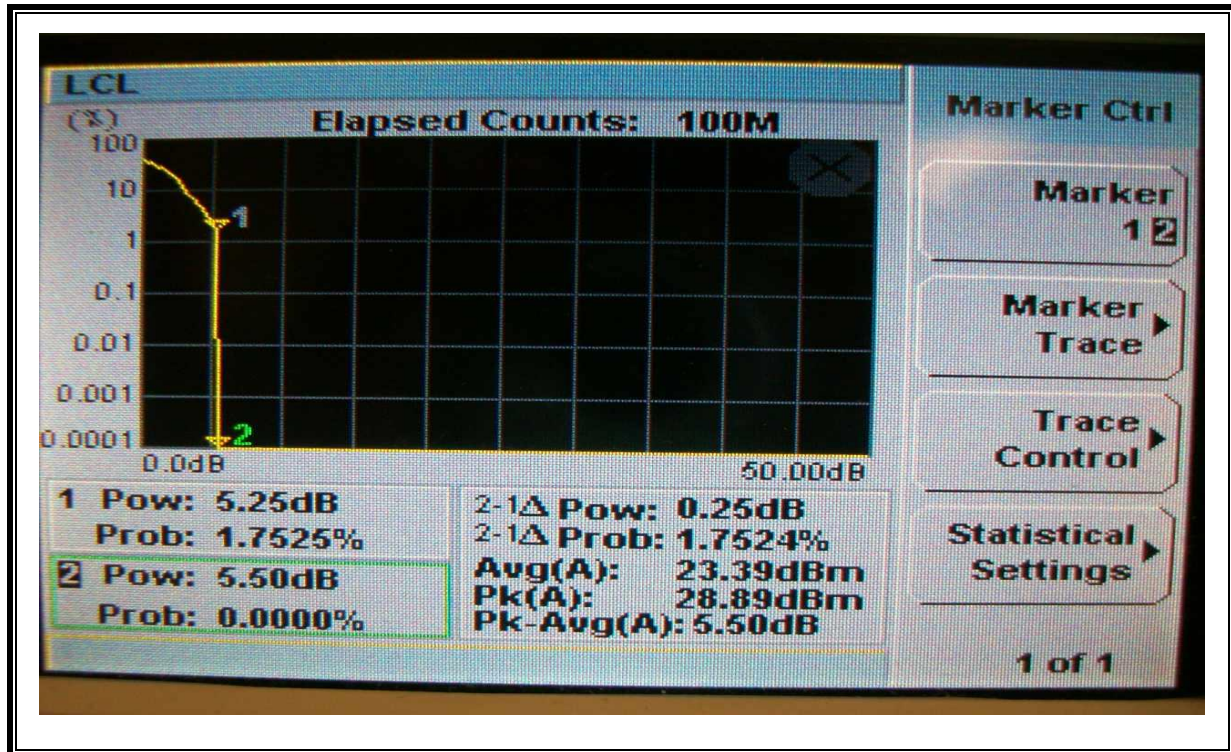 LCL
(%)
Elapsed Counts: 100M
100
10
1
0.1
0.01
0.001
0.0001
1
2
0.0dB
50.00dB
1 Pow: 5.25dB
Prob: 1.7525%
2 Pow: 5.50dB
Prob: 0.0000%
2-1Δ Pow: 0.25dB
2-1Δ Prob: 1.7524%
Avg(A): 23.39dBm
Pk(A): 28.89dBm
Pk-Avg(A): 5.50dB
Marker Ctrl
Marker
1 2
Marker
Trace
Trace
Control
Statistical
Settings
1 of 1